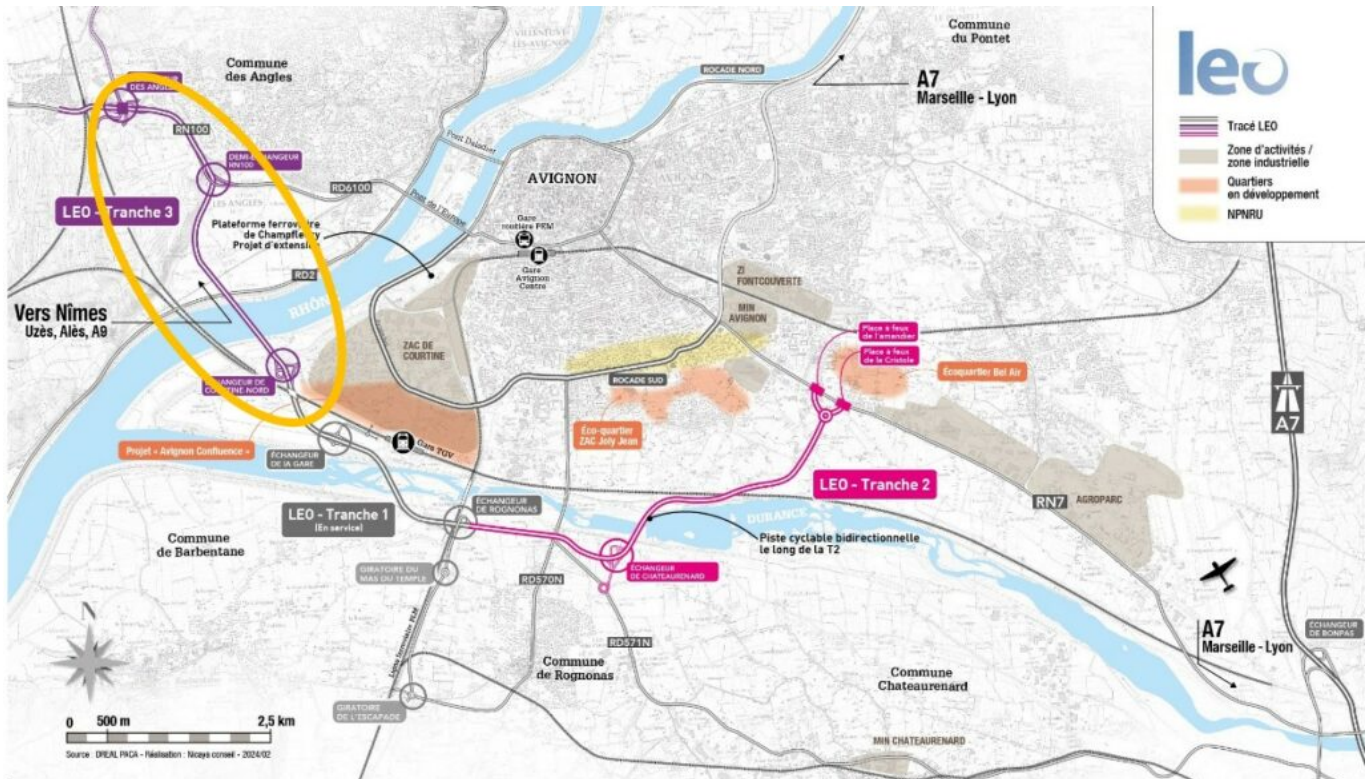 Commune
des Angles
VILLENEUVE
LES-AVIGNON
ROCADE NORD
Commune
du Pontet
A7
Marseille - Lyon
leo
Tracé LEO
Zone d'activités /
zone industrielle
Quartiers
en développement
NPNRU
DES ANGLES
RN100
DEMI-ECHANGEUR
RN100
LES ANGLES
RD6100
Pont Daladier
Pont de l'Europe
AVIGNON
Gare
routière PEM
Gare
Avignon
Centre
LEO - Tranche 3
Plateforme ferroviaire
de Champfleury
Projet d'extension
RD2
RHÔNE
Vers Nîmes
Uzès, Alès, A9
ZAC DE
COURTINE
ZI
FONTCOUVERTE
MIN
AVIGNON
Place à feux
de l'amandier
Place à feux
de la Cristole
ROCADE SUD
Écoquartier Bel Air
ÉCHANGEUR DE
COURTINE-NORD
Éco-quartier
ZAC Joly Jean
Projet « Avignon Confluence »
ÉCHANGEUR
DE LA GARE
Gare TGV
A7
LEO - Tranche 2
RN7
AGROPARC
LEO - Tranche 1
(En service)
ÉCHANGEUR
DE ROGNONAS
DURANCE
Piste cyclable bidirectionnelle
le long de la T2
Commune
de Barbentane
GIRATOIRE DU
MAS DU TEMPLE
RD570N
ÉCHANGEUR
DE CHATEAURENARD
RD571N
A7
Marseille - Lyon
ÉCHANGEUR
DE BONPAS
N
Ligne ferroviaire PLM
Commune
de Rognonas
Commune
Chateaurenard
GIRATOIRE
DE L'ESCAPADE
MIN CHATEAURENARD
0 500 m 2,5 km
Source : DREAL PACA - Réalisation : Nicaya conseil - 2024/02